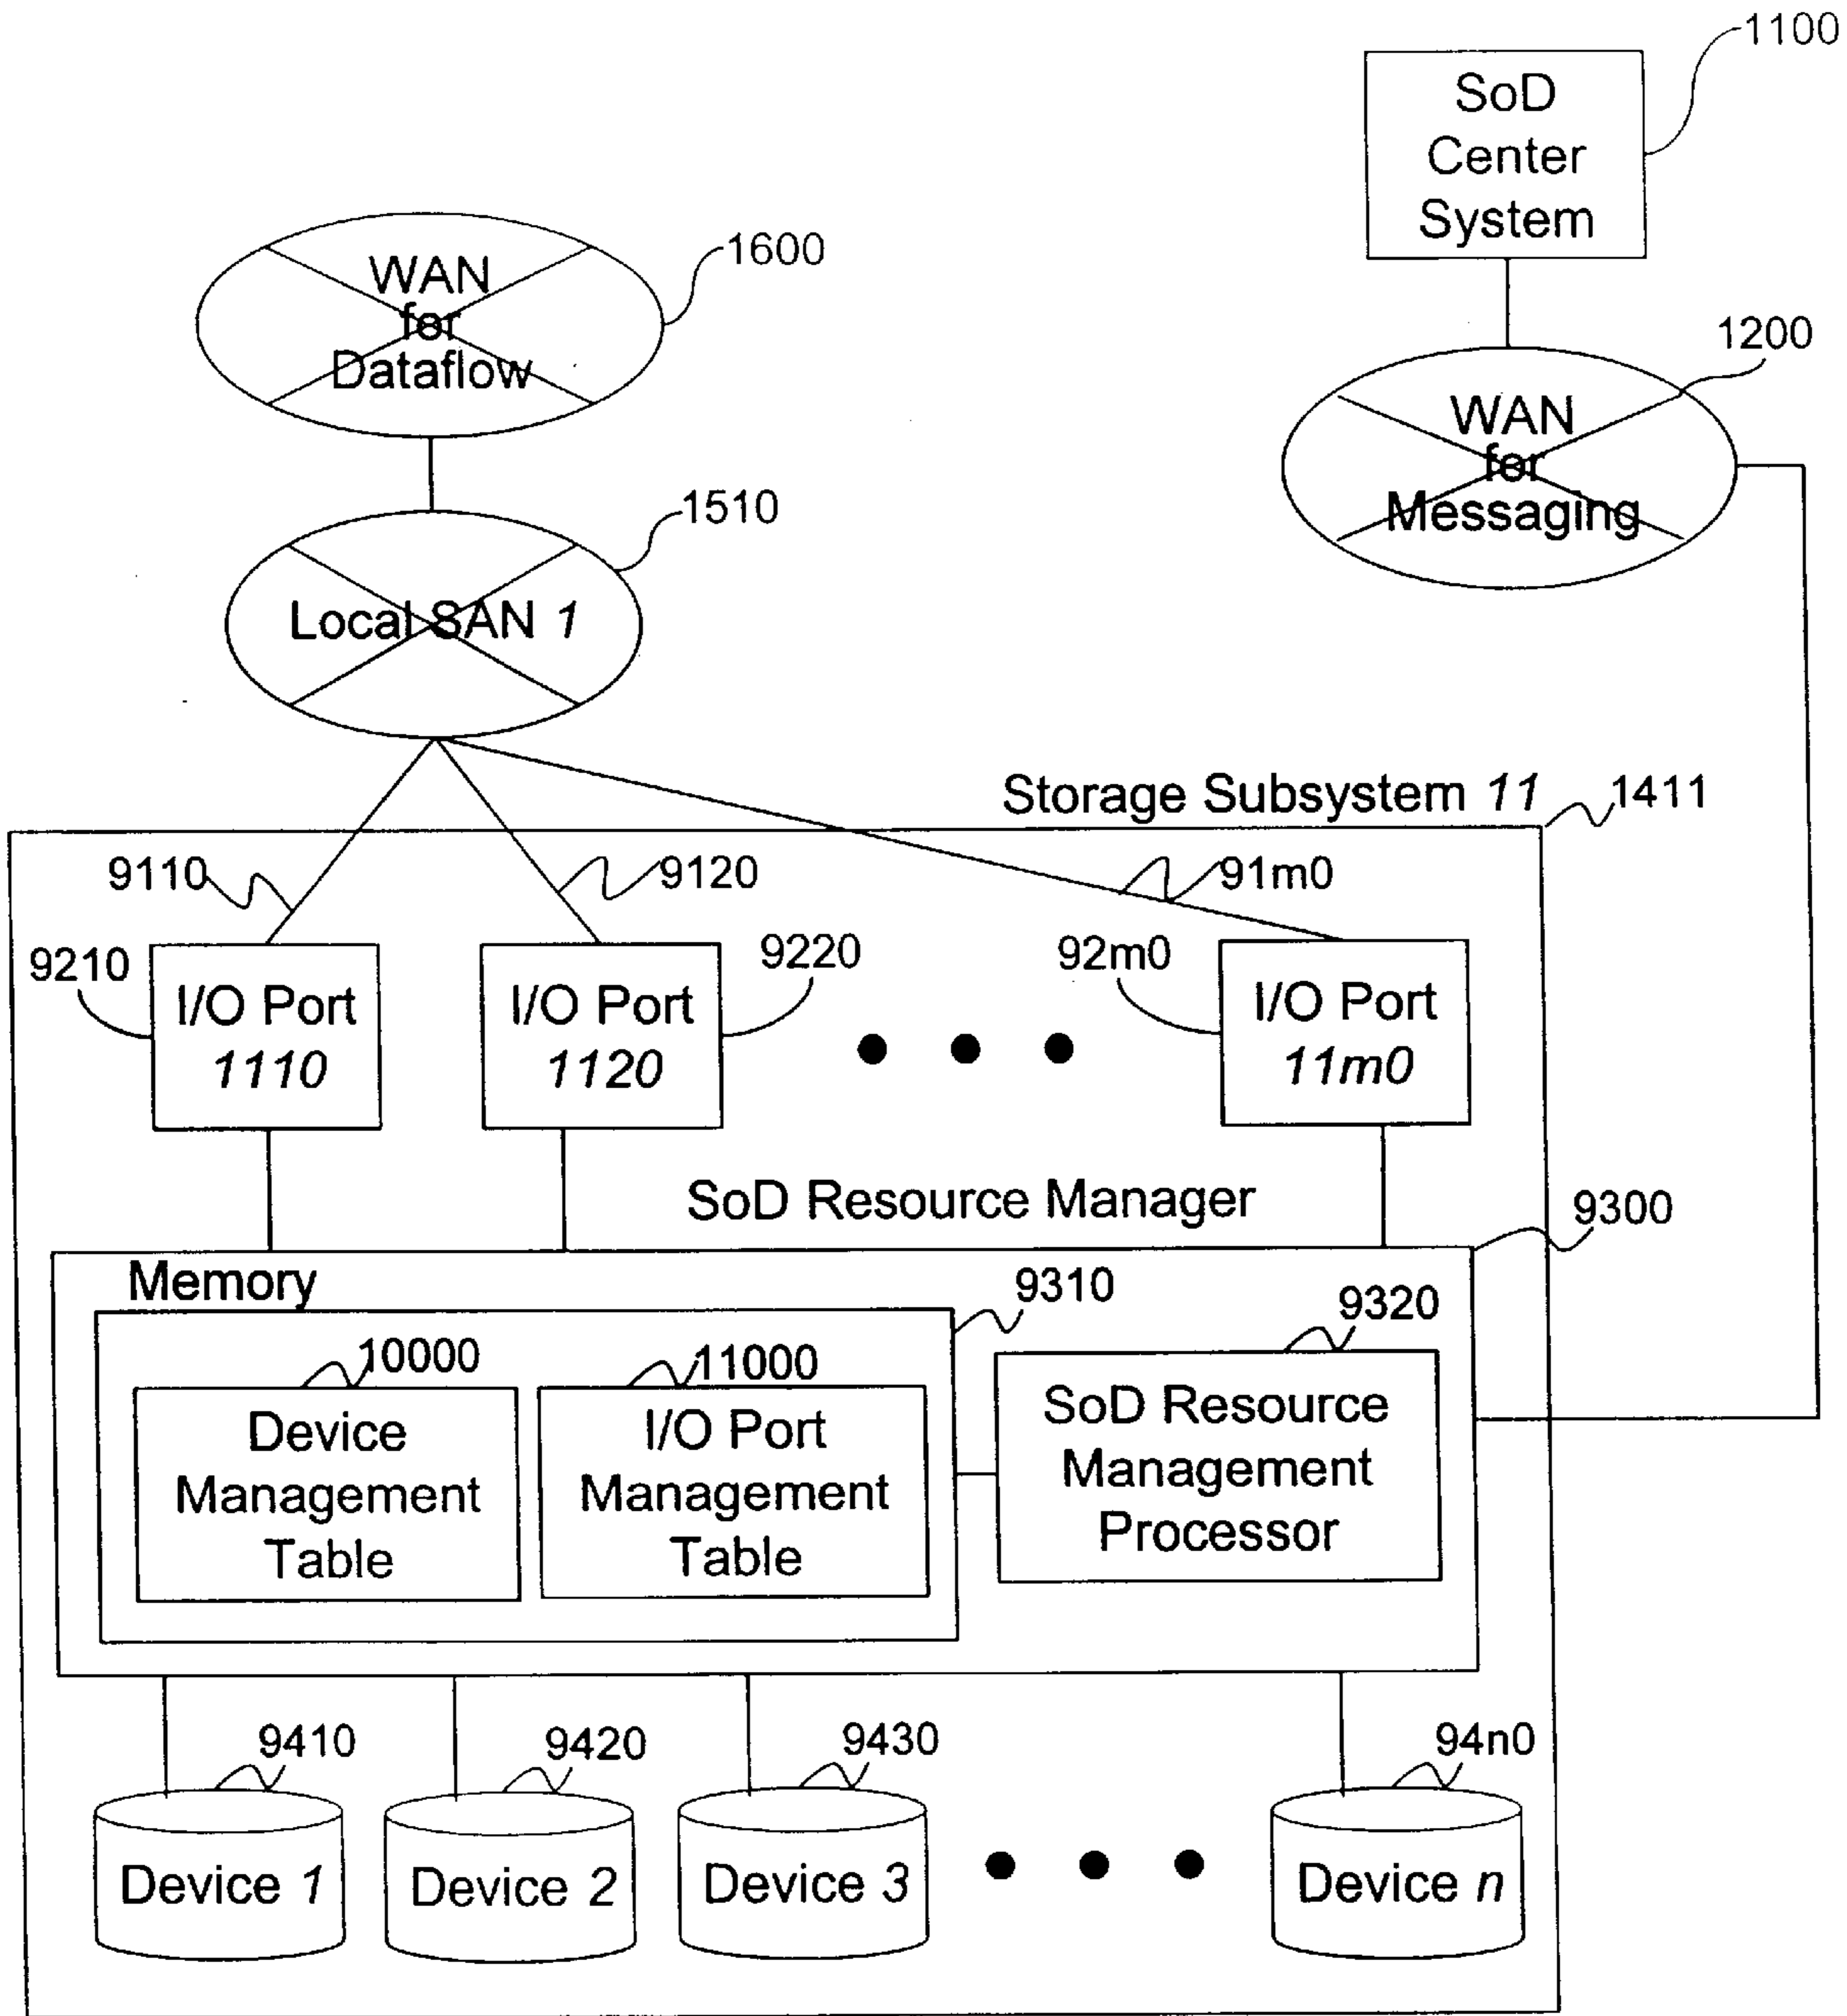 1100
SoD
Center
System
1600
WAN
for
Dataflow
1200
WAN
for
Messaging
1510
Local SAN 1
Storage Subsystem 11
1411
9110
9120
91m0
9210
9220
92m0
I/O Port
1110
I/O Port
1120
I/O Port
11m0
SoD Resource Manager
9300
Memory
9310
9320
10000
11000
Device
Management
Table
I/O Port
Management
Table
SoD Resource
Management
Processor
9410
9420
9430
94n0
Device 1
Device 2
Device 3
Device n